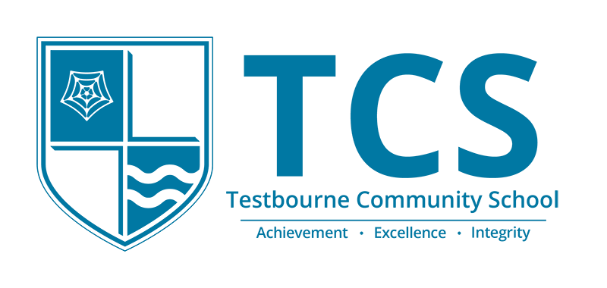 TCS
Testbourne Community School
Achievement • Excellence • Integrity